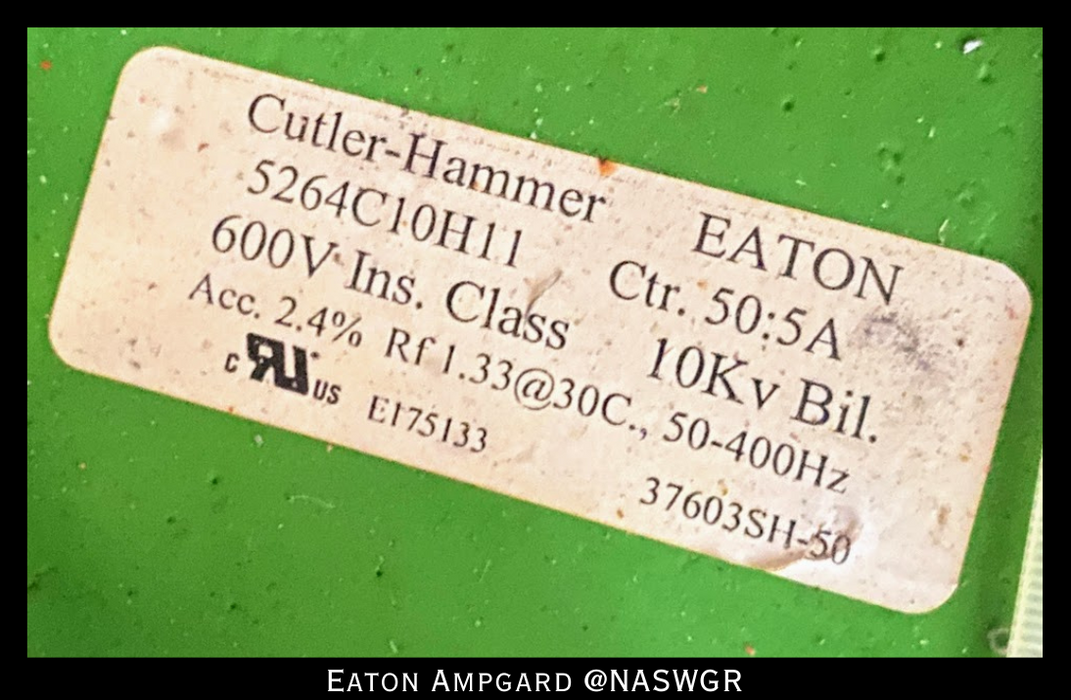 Cutler-Hammer EATON
5264C10H11 Ctr. 50:5A
600V Ins. Class 10Kv Bil.
Acc. 2.4% Rf 1.33@30C., 50-400Hz
c RU US E175133 37603SH-50
EATON AMPGARD @NASWGR